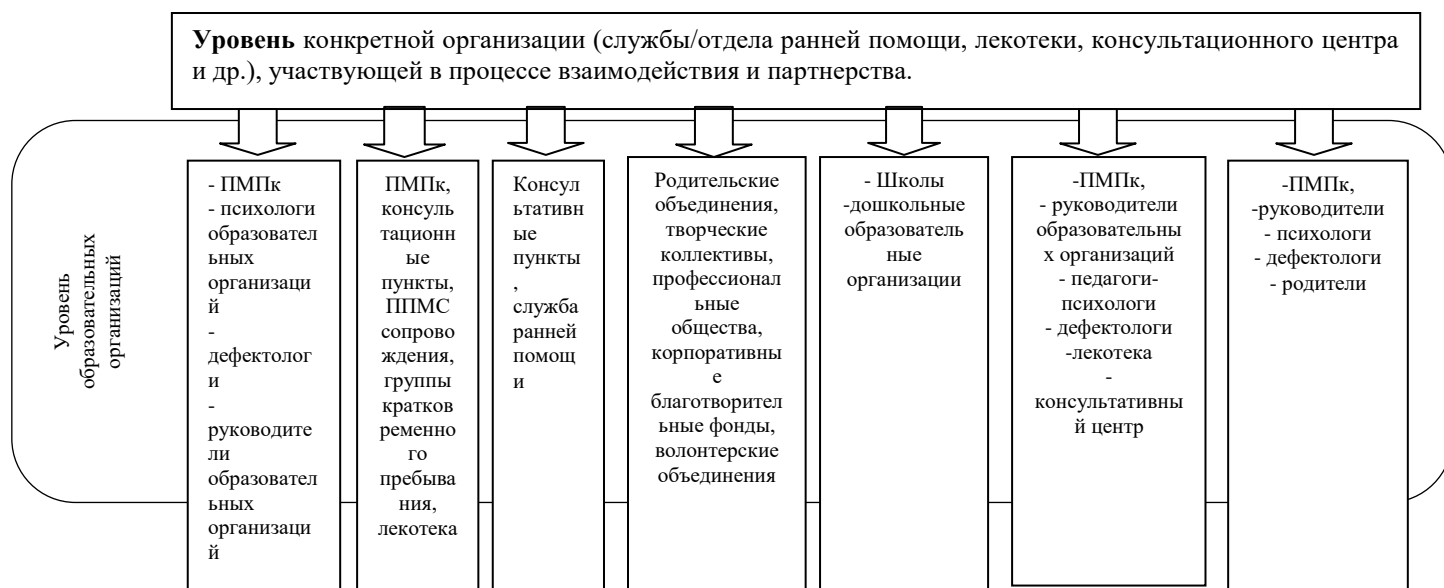 Уровень конкретной организации (службы/отдела ранней помощи, лекотеки, консультационного центра
и др.), участвующей в процессе взаимодействия и партнерства.
Уровень
образовательных
организаций
- ПМПк
- психологи
образовател
ьных
организаци
й
-
дефектолог
и
-
руководите
ли
образовател
ьных
организаци
й
ПМПк,
консуль
тационн
ые
пункты,
ППМС
сопрово
ждения,
группы
кратков
ременно
го
пребыва
ния,
лекотека
Консул
ьтативн
ые
пункты
,
служба
ранней
помощ
и
Родительские
объединения,
творческие
коллективы,
профессионал
ьные
общества,
корпоративны
е
благотворител
ьные фонды,
волонтерские
объединения
- Школы
-дошкольные
образователь
ные
организации
-ПМПк,
- руководители
образовательны
х организаций
- педагоги-
психологи
- дефектологи
-лекотека
-
консультативны
й центр
-ПМПк,
-руководители
- психологи
- дефектологи
- родители